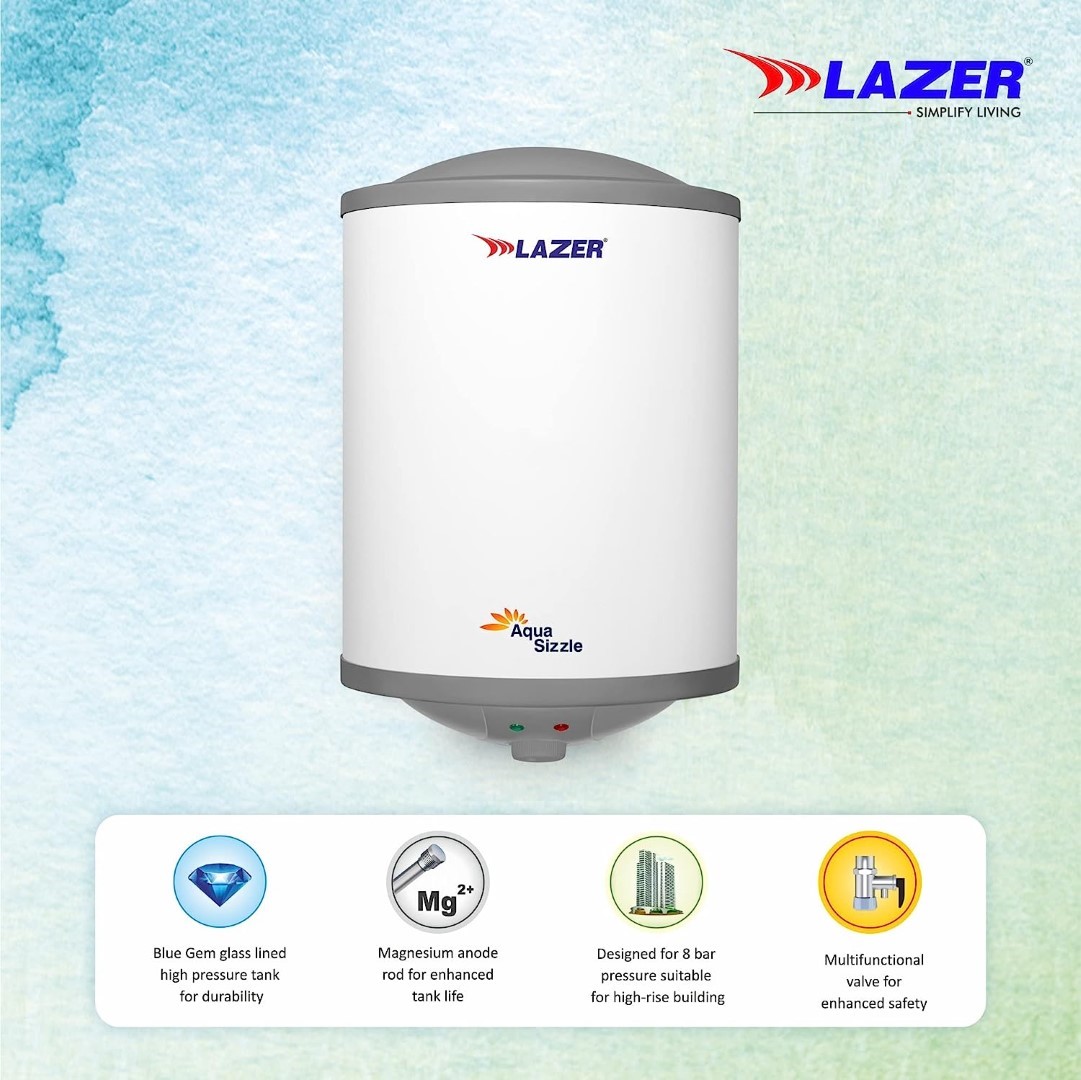 LAZER®
SIMPLIFY LIVING
LAZER®
Aqua
Sizzle
Mg2+
Blue Gem glass lined
high pressure tank
for durability
Magnesium anode
rod for enhanced
tank life
Designed for 8 bar
pressure suitable
for high-rise building
Multifunctional
valve for
enhanced safety